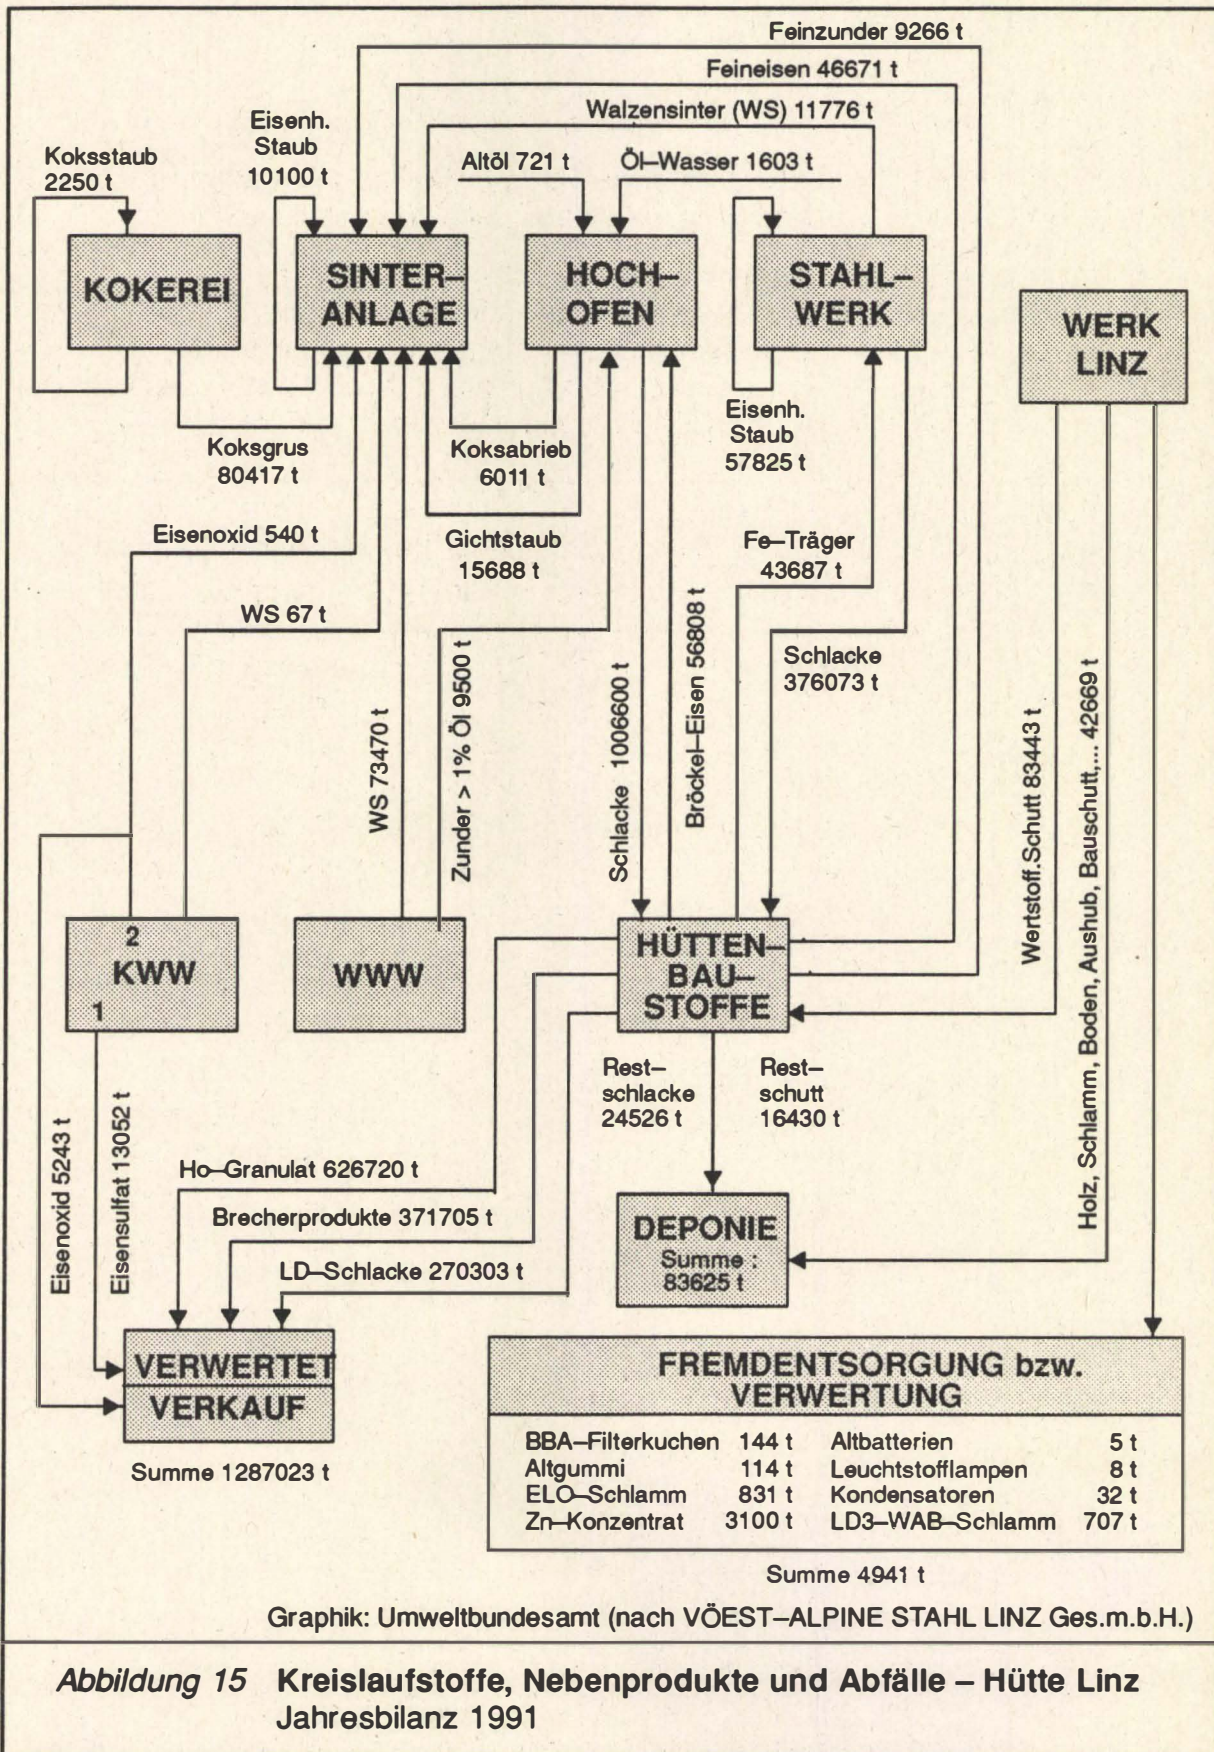 Feinzunder 9266 t
Feineisen 46671 t
Walzensinter (WS) 11776 t
Eisenh.
Staub
10100 t
Koksstaub
2250 t
Altöl 721 t
Öl–Wasser 1603 t
KOKEREI
SINTER–
ANLAGE
HOCH–
OFEN
STAHL–
WERK
WERK
LINZ
Koksgrus
80417 t
Koksabrieb
6011 t
Eisenh.
Staub
57825 t
Eisenoxid 540 t
Gichtstaub
15688 t
Fe–Träger
43687 t
WS 67 t
Schlacke
376073 t
WS 73470 t
Zunder > 1% Öl 9500 t
Schlacke 1006600 t
Bröckel–Eisen 56808 t
Wertstoff.Schutt 83443 t
Holz, Schlamm, Boden, Aushub, Bauschutt,... 42669 t
2
KWW
1
WWW
HÜTTEN–
BAU–
STOFFE
Rest–
schlacke
24526 t
Rest–
schutt
16430 t
Eisenoxid 5243 t
Eisensulfat 13052 t
Ho–Granulat 626720 t
Brecherprodukte 371705 t
LD–Schlacke 270303 t
DEPONIE
Summe :
83625 t
VERWERTET
VERKAUF
Summe 1287023 t
FREMDENTSORGUNG bzw.
VERWERTUNG
BBA–Filterkuchen 144 t Altbatterien 5 t
Altgummi 114 t Leuchtstofflampen 8 t
ELO–Schlamm 831 t Kondensatoren 32 t
Zn–Konzentrat 3100 t LD3–WAB–Schlamm 707 t
Summe 4941 t
Graphik: Umweltbundesamt (nach VÖEST–ALPINE STAHL LINZ Ges.m.b.H.)
Abbildung 15 Kreislaufstoffe, Nebenprodukte und Abfälle – Hütte Linz
Jahresbilanz 1991